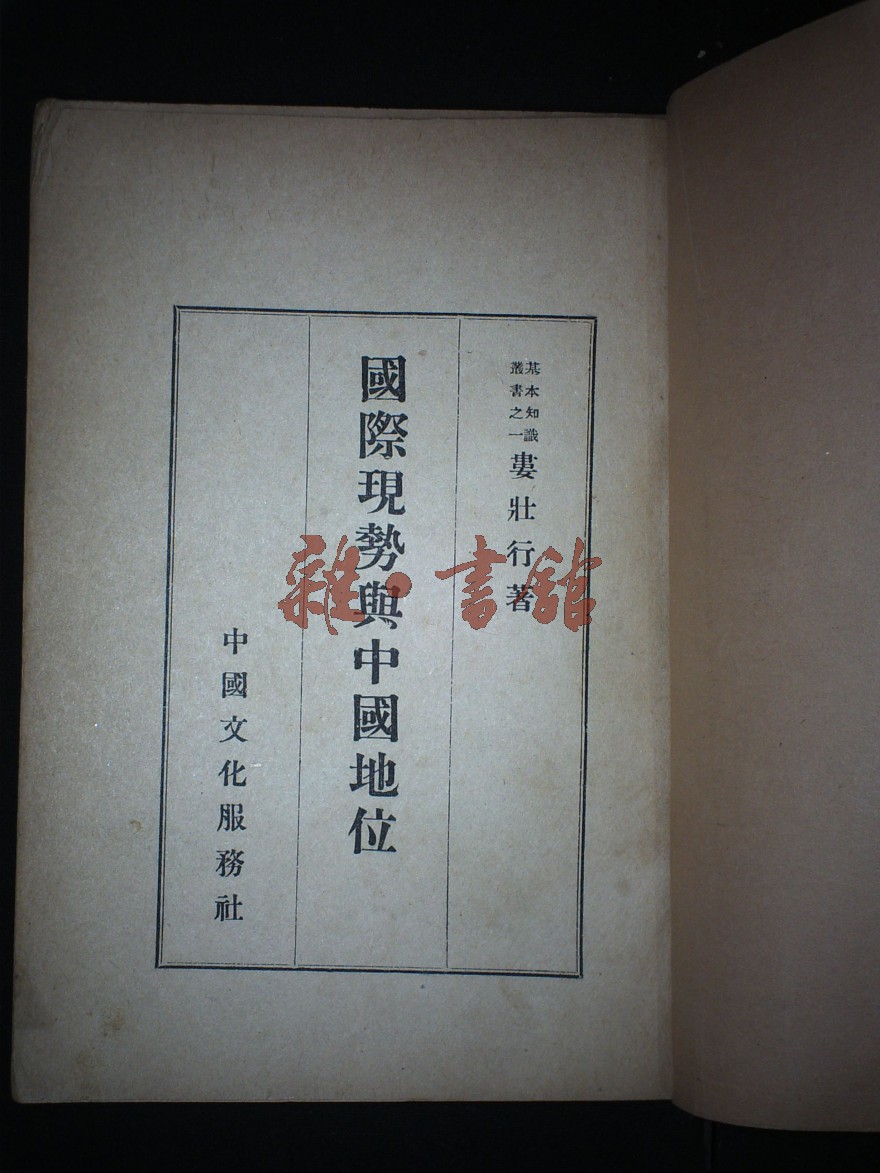 基本知識
叢書之一
婁壯行著
國際現勢與中國地位
中國文化服務社
雜·書館